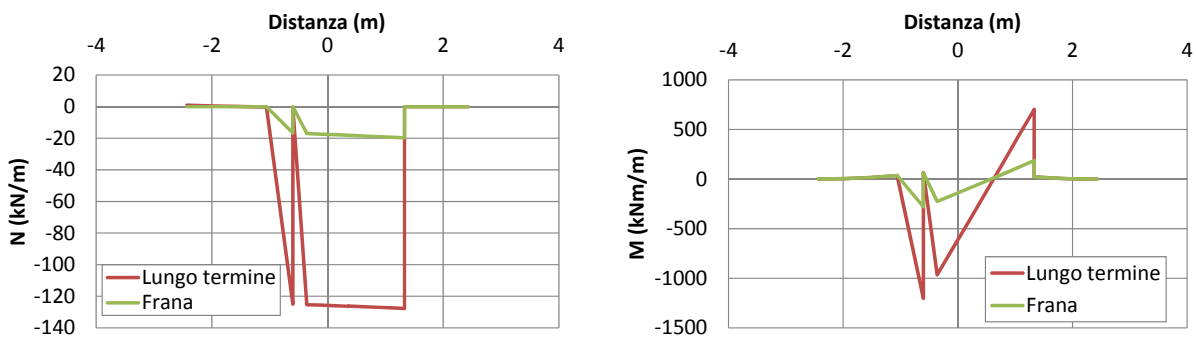 Distanza (m)
-4 -2 0 2 4
20
0
-20
-40
-60
-80
-100
-120
-140
N (kN/m)
Lungo termine
Frana
Distanza (m)
-4 -2 0 2 4
1000
500
0
-500
-1000
-1500
M (kNm/m)
Lungo termine
Frana